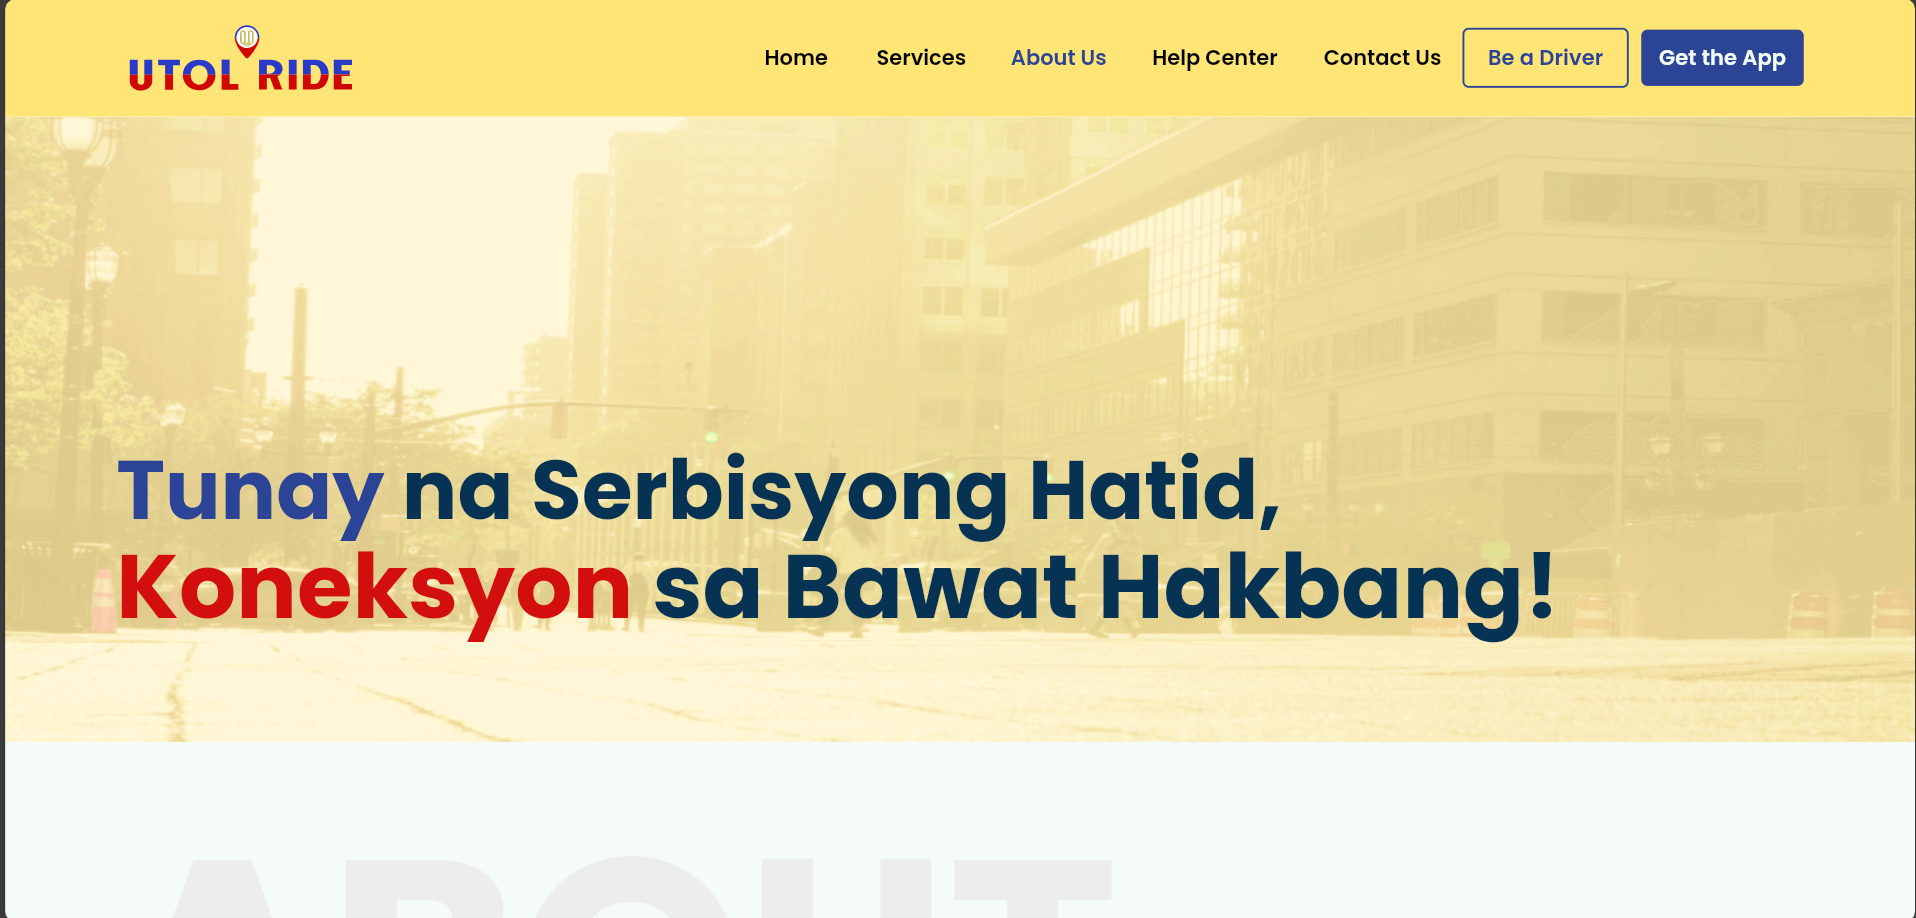 UTOL RIDE
Home Services About Us Help Center Contact Us Be a Driver Get the App
Tunay na Serbisyong Hatid,
Koneksyon sa Bawat Hakbang!
ABOUT